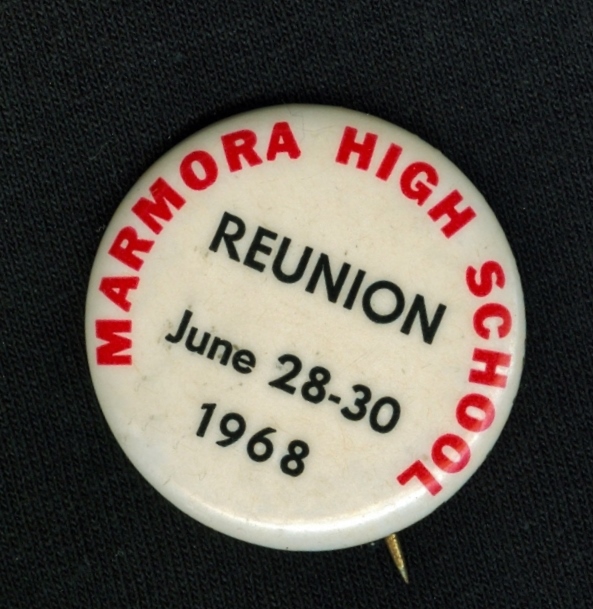 MARMORA HIGH SCHOOL
REUNION
June 28-30
1968